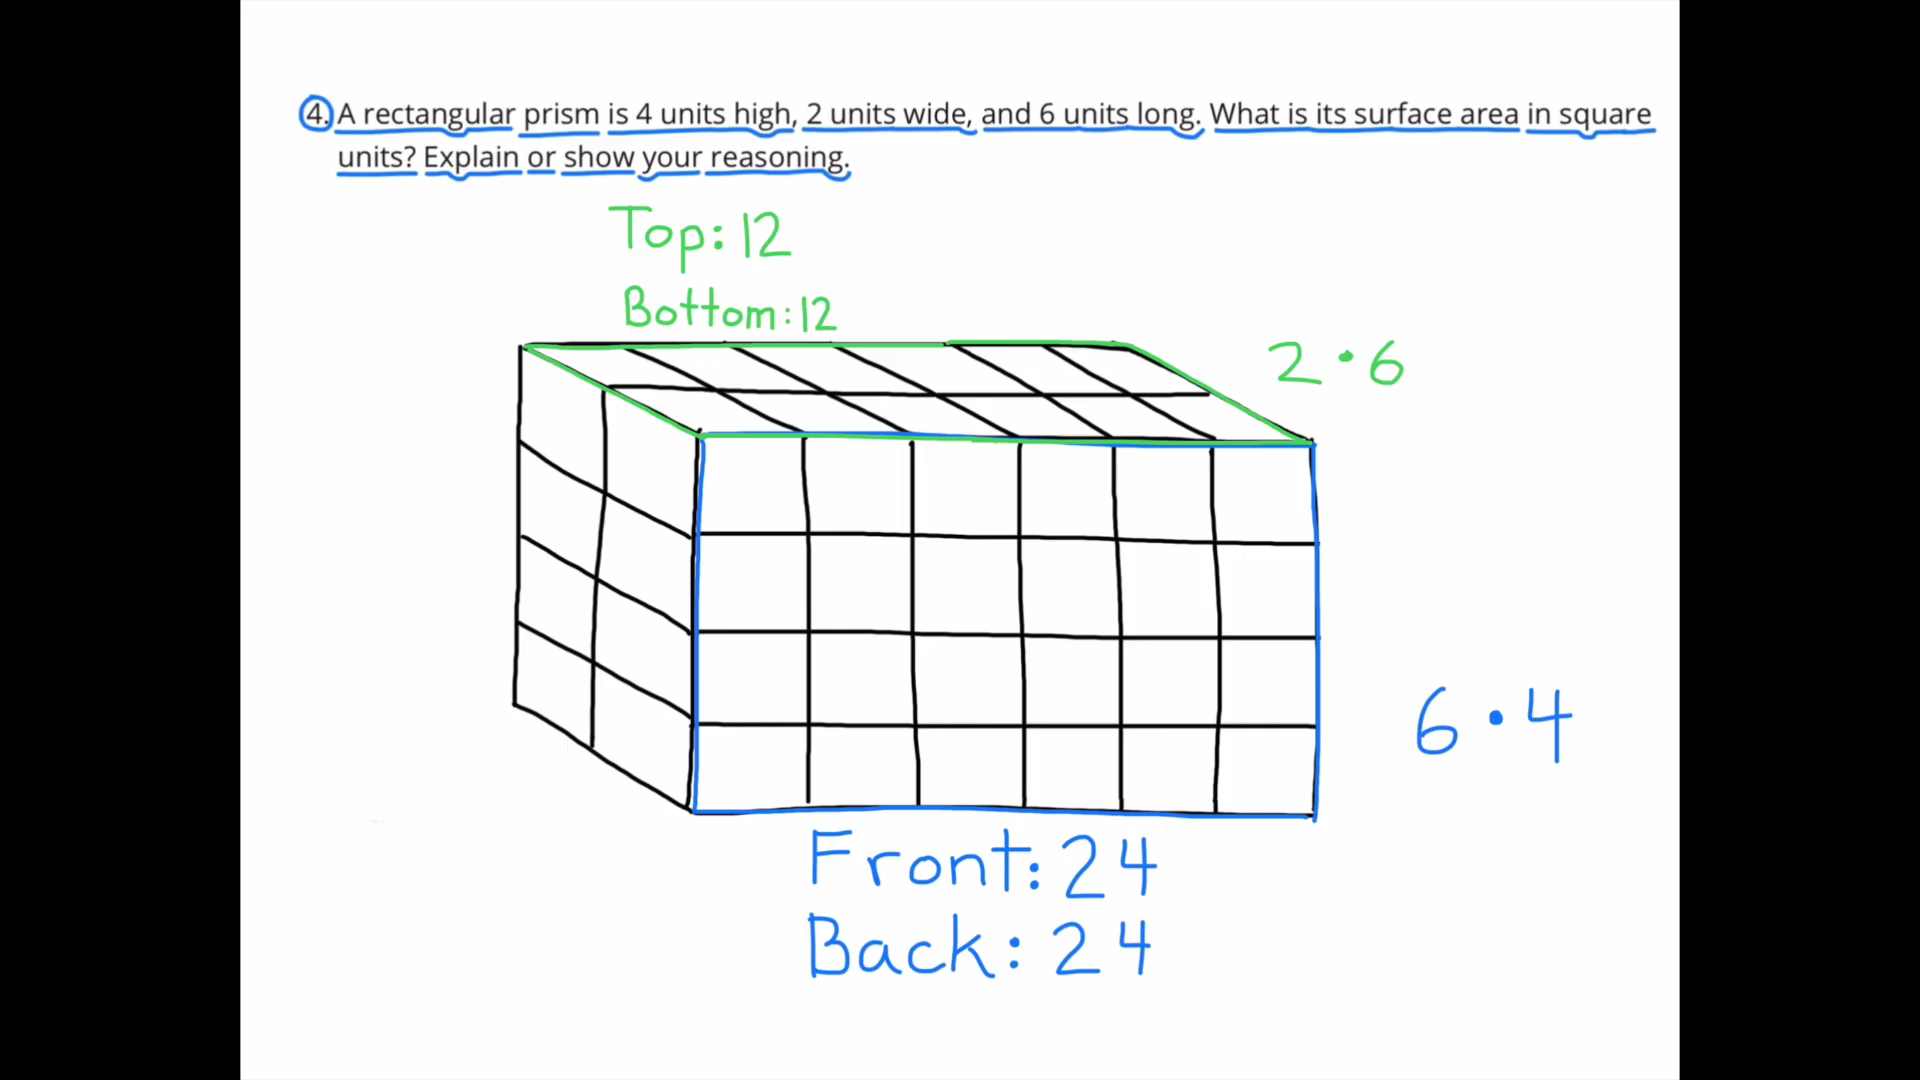 4. A rectangular prism is 4 units high, 2 units wide, and 6 units long. What is its surface area in square
units? Explain or show your reasoning.
Top: 12
Bottom: 12
2 • 6
6 • 4
Front: 24
Back: 24